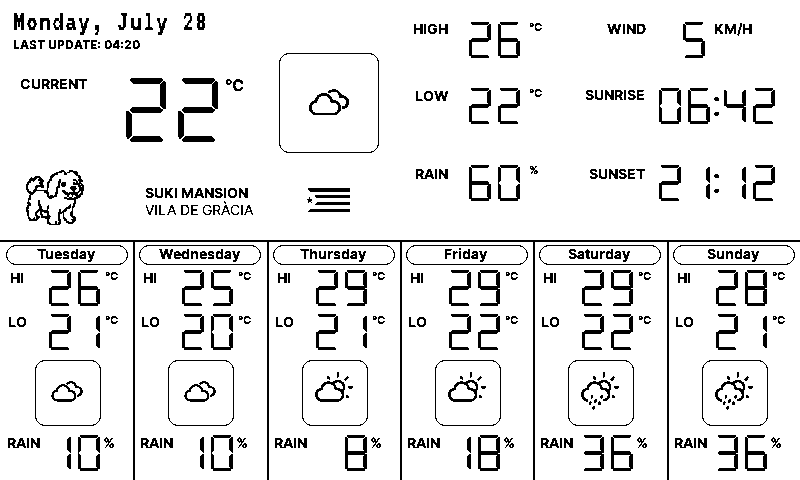 Monday, July 28
LAST UPDATE: 04:20
CURRENT 22 °C
HIGH 26 °C
WIND 5 KM/H
LOW 22 °C
SUNRISE 06:42
RAIN 60 %
SUNSET 21:12
SUKI MANSION
VILA DE GRÀCIA
Tuesday
HI 26 °C
LO 21 °C
RAIN 10 %
Wednesday
HI 25 °C
LO 20 °C
RAIN 10 %
Thursday
HI 29 °C
LO 21 °C
RAIN 8 %
Friday
HI 29 °C
LO 22 °C
RAIN 18 %
Saturday
HI 29 °C
LO 22 °C
RAIN 36 %
Sunday
HI 28 °C
LO 21 °C
RAIN 36 %